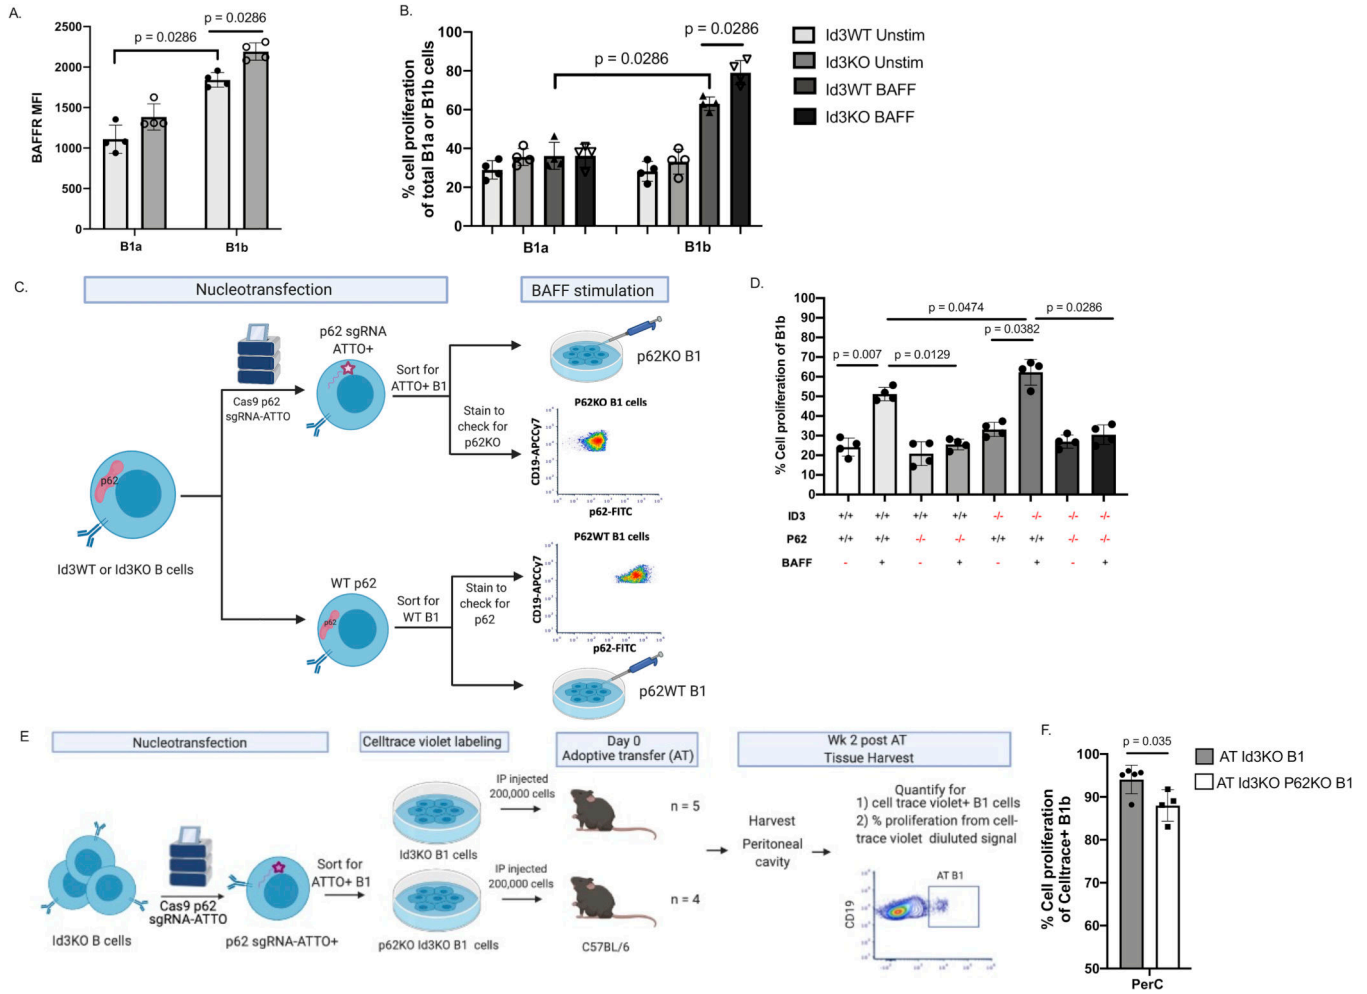 A.
p = 0.0286
p = 0.0286
BAFFR MFI
2500
2000
1500
1000
500
0
B1a
B1b
B.
p = 0.0286
p = 0.0286
% cell proliferation
of total B1a or B1b cells
100
80
60
40
20
0
B1a
B1b
Id3WT Unstim
Id3KO Unstim
Id3WT BAFF
Id3KO BAFF
C.
Nucleotransfection
BAFF stimulation
p62
Id3WT or Id3KO B cells
Cas9 p62
sgRNA-ATTO
p62 sgRNA
ATTO+
Sort for
ATTO+ B1
p62KO B1
Stain to
check for
p62KO
P62KO B1 cells
CD19-APCCy7
p62-FITC
WT p62
p62
Sort for
WT B1
Stain to
check for
p62
P62WT B1 cells
CD19-APCCy7
p62-FITC
p62WT B1
D.
% Cell proliferation of B1b
100
90
80
70
60
50
40
30
20
10
0
p = 0.0474
p = 0.0286
p = 0.0382
p = 0.007
p = 0.0129
ID3 +/+ +/+ +/+ +/+ -/- -/- -/- -/-
P62 +/+ +/+ -/- -/- +/+ +/+ -/- -/-
BAFF - + - + - + - +
E
Nucleotransfection
Celltrace violet labeling
Day 0
Adoptive transfer (AT)
Wk 2 post AT
Tissue Harvest
Id3KO B cells
Cas9 p62
sgRNA-ATTO
p62 sgRNA-ATTO+
Sort for
ATTO+ B1
Id3KO B1 cells
p62KO Id3KO B1 cells
IP injected
200,000 cells
IP injected
200,000 cells
n = 5
n = 4
C57BL/6
Harvest
Peritoneal
cavity
Quantify for
1) cell trace violet+ B1 cells
2) % proliferation from cell-
trace violet diuluted signal
AT B1
CD19
F.
p = 0.035
% Cell proliferation
of Celltrace+ B1b
100
90
80
70
60
50
PerC
AT Id3KO B1
AT Id3KO P62KO B1